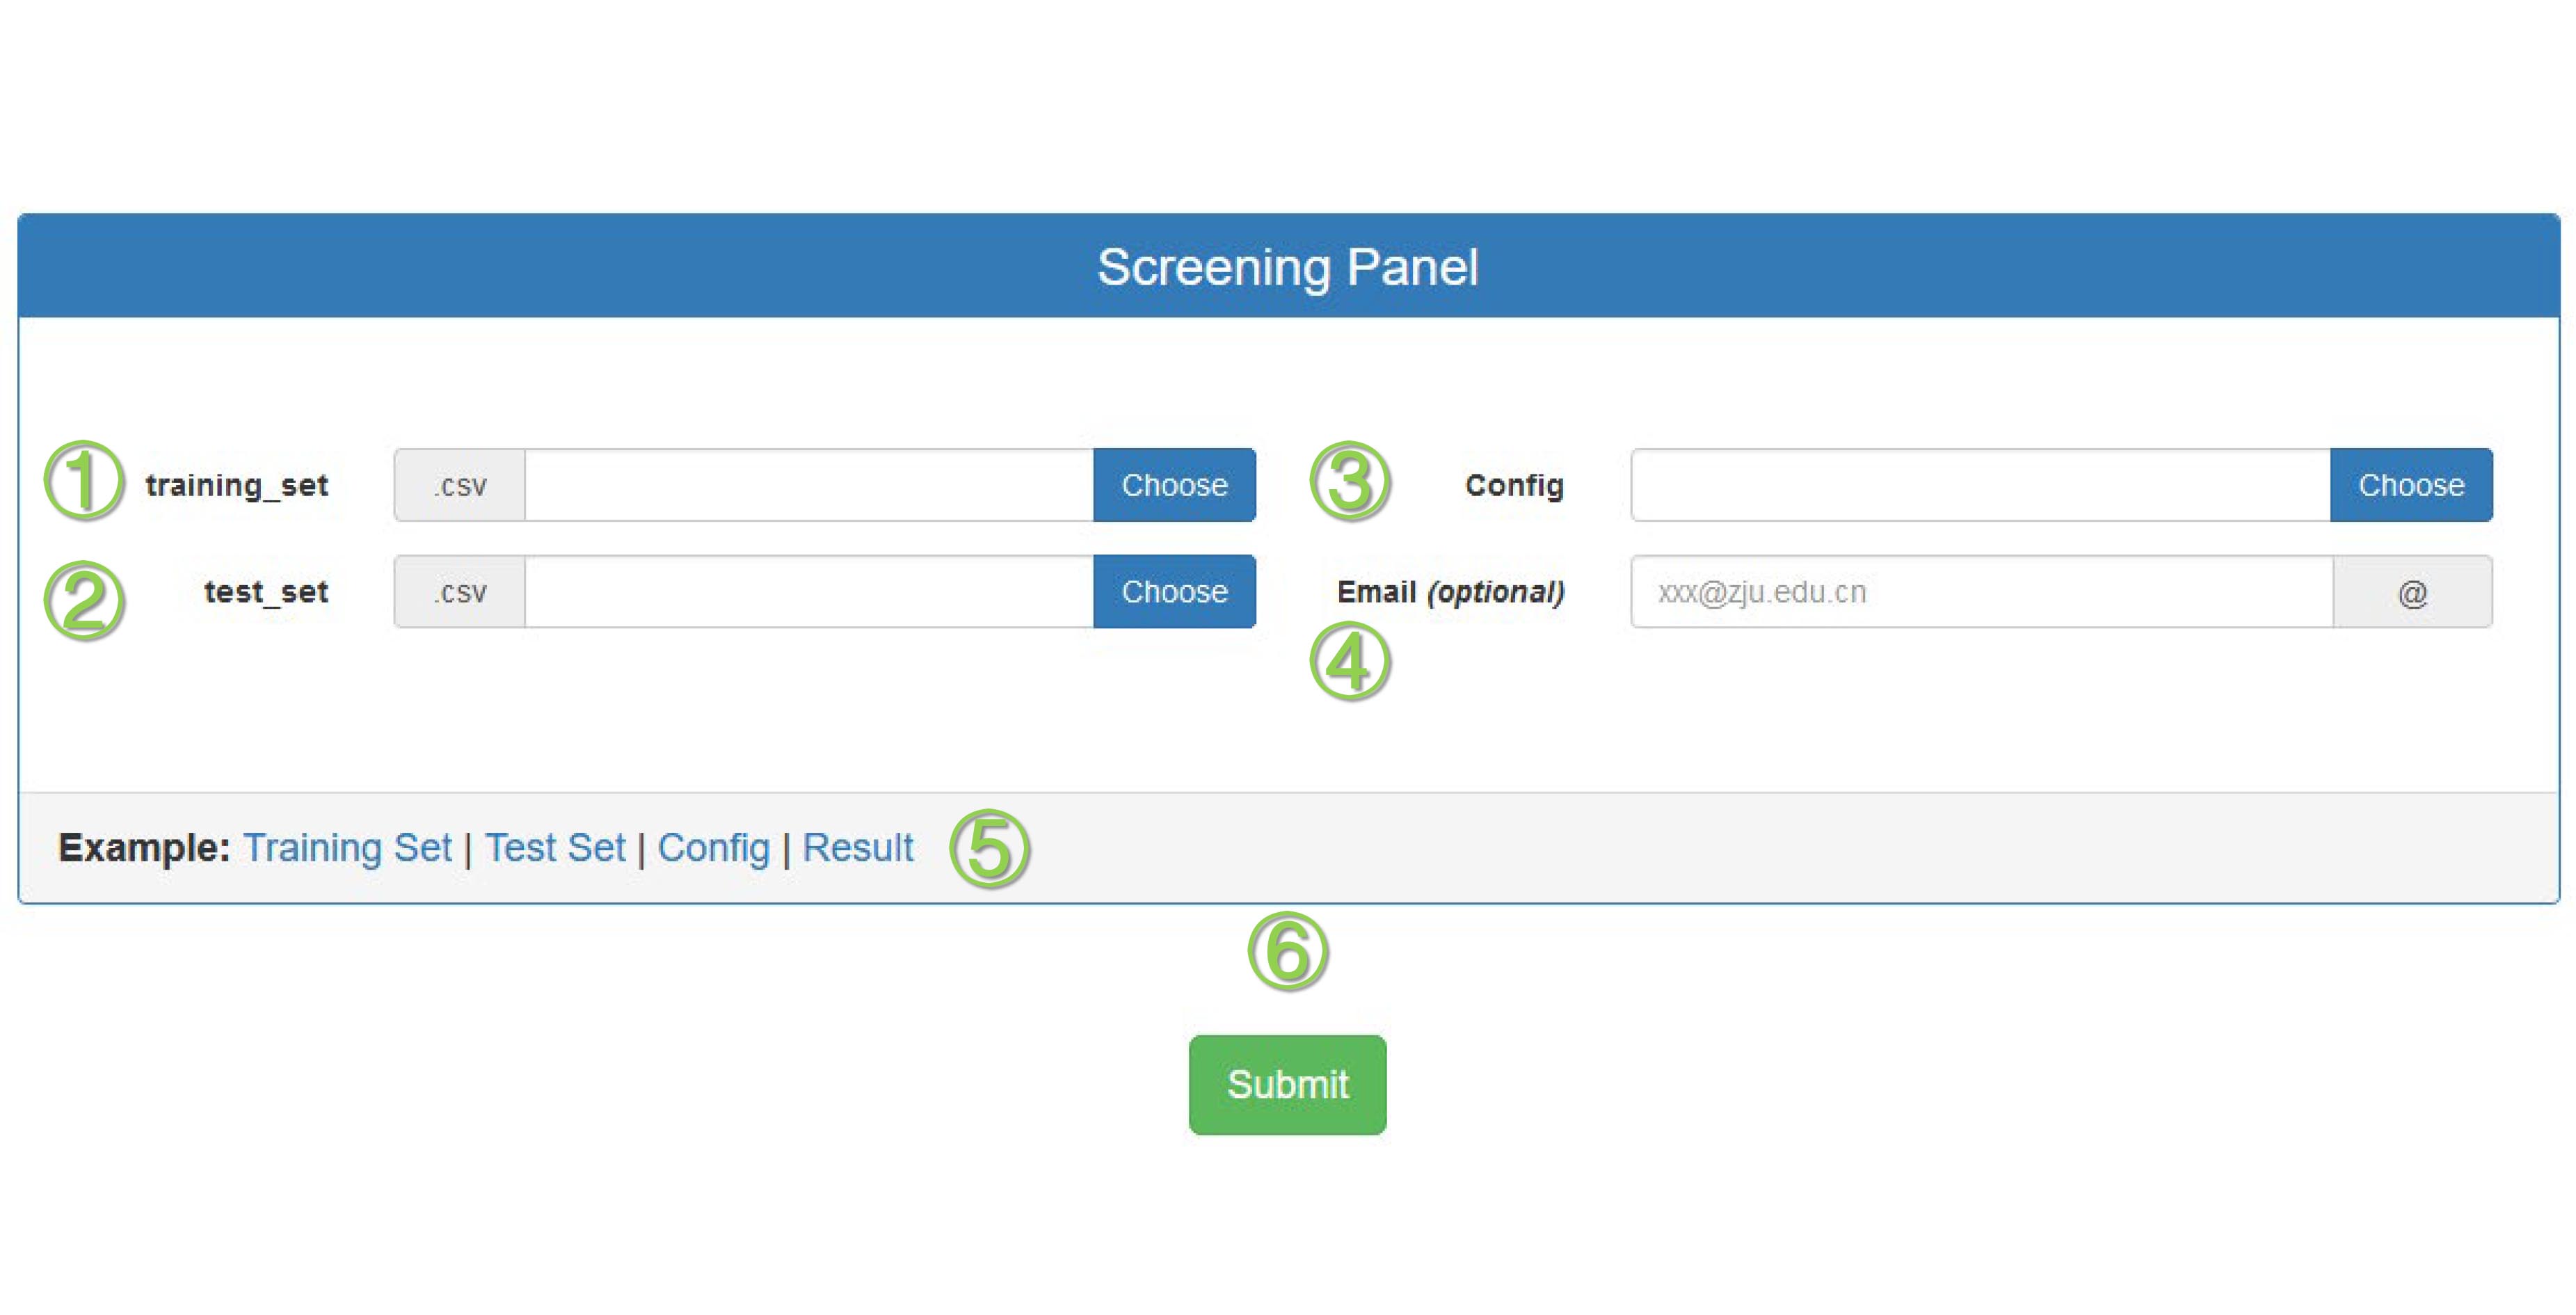 Screening Panel
① training_set .csv Choose ③ Config Choose
② test_set .csv Choose Email (optional) xxx@zju.edu.cn @
④
Example: Training Set | Test Set | Config | Result ⑤
⑥
Submit